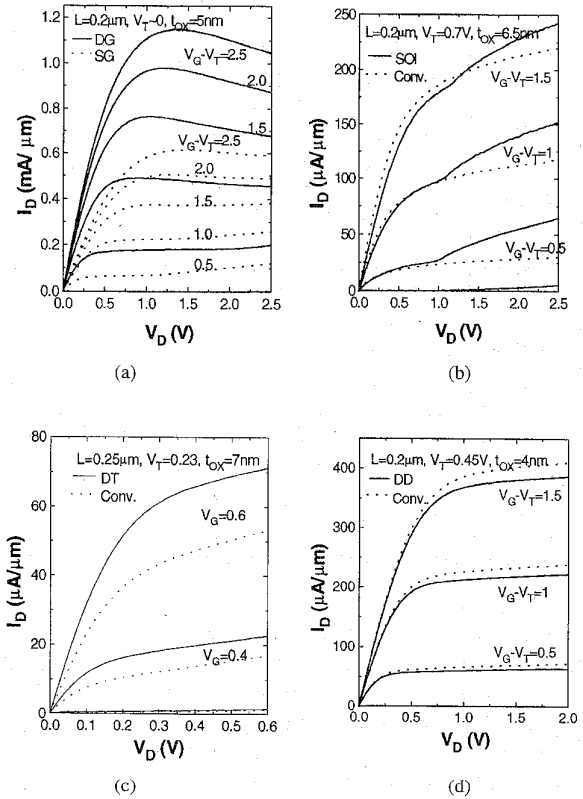 L=0.2μm, V_T~0, t_OX=5nm
DG
SG
V_G-V_T=2.5
2.0
1.5
V_G-V_T=2.5
2.0
1.5
1.0
0.5
1.2
1.0
0.8
0.6
0.4
0.2
0.0
I_D (mA/μm)
0.0 0.5 1.0 1.5 2.0 2.5
V_D (V)
(a)
L=0.2μm, V_T=0.7V, t_OX=6.5nm
SOI
Conv.
V_G-V_T=1.5
V_G-V_T=1
V_G-V_T=0.5
250
200
150
100
50
0
I_D (μA/μm)
0.0 0.5 1.0 1.5 2.0 2.5
V_D (V)
(b)
L=0.25μm, V_T=0.23, t_OX=7nm
DT
Conv.
V_G=0.6
V_G=0.4
80
60
40
20
0
I_D (μA/μm)
0.0 0.1 0.2 0.3 0.4 0.5 0.6
V_D (V)
(c)
L=0.2μm, V_T=0.45V, t_OX=4nm
DD
Conv.
V_G-V_T=1.5
V_G-V_T=1
V_G-V_T=0.5
400
350
300
250
200
150
100
50
0
I_D (μA/μm)
0.0 0.5 1.0 1.5 2.0
V_D (V)
(d)